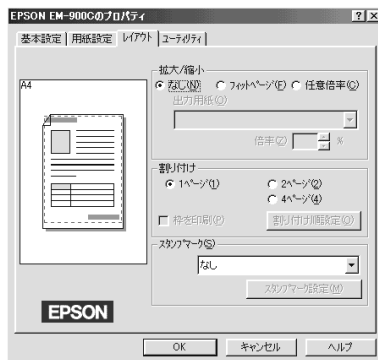 EPSON EM-900Cのプロパティ
基本設定 用紙設定 レイアウト ユーティリティ
A4
拡大/縮小
なし(N) フィットページ(F) 任意倍率(C)
出力用紙(O)
倍率(Z) %
割り付け
1ページ(1) 2ページ(2)
4ページ(4)
枠を印刷(P) 割り付け順設定(O)
スタンプマーク(S)
なし
スタンプマーク設定(M)
EPSON
OK キャンセル ヘルプ